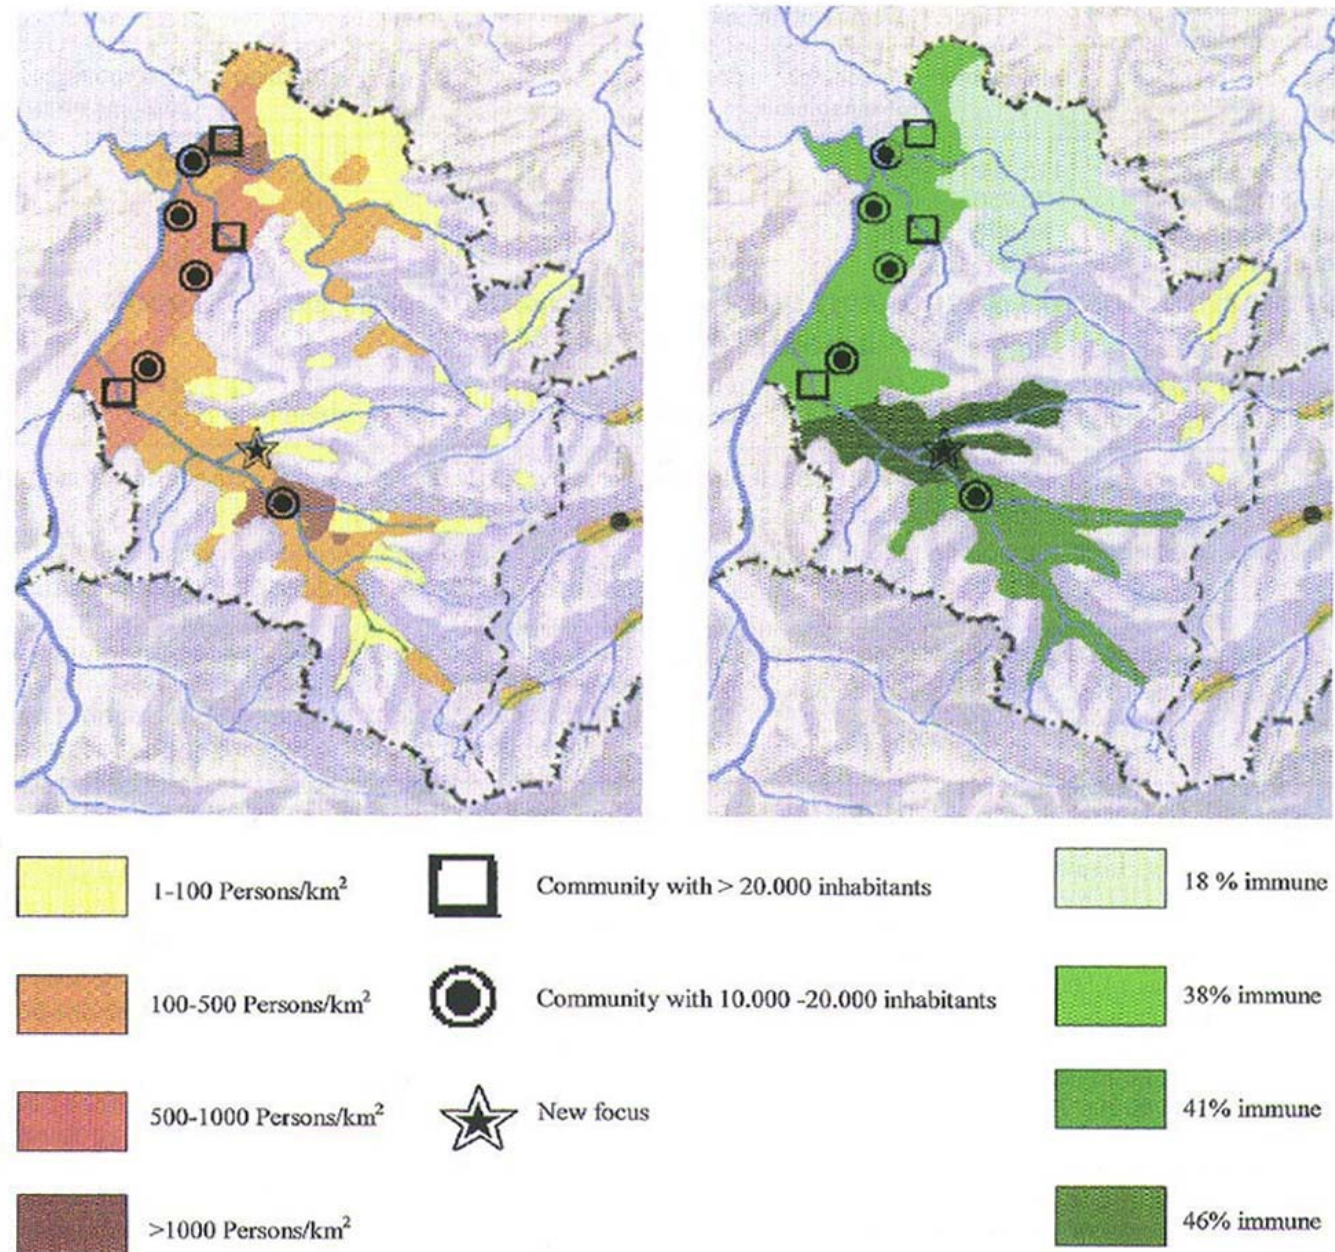 1-100 Persons/km²
100-500 Persons/km²
500-1000 Persons/km²
>1000 Persons/km²
Community with > 20.000 inhabitants
Community with 10.000 -20.000 inhabitants
New focus
18 % immune
38% immune
41% immune
46% immune